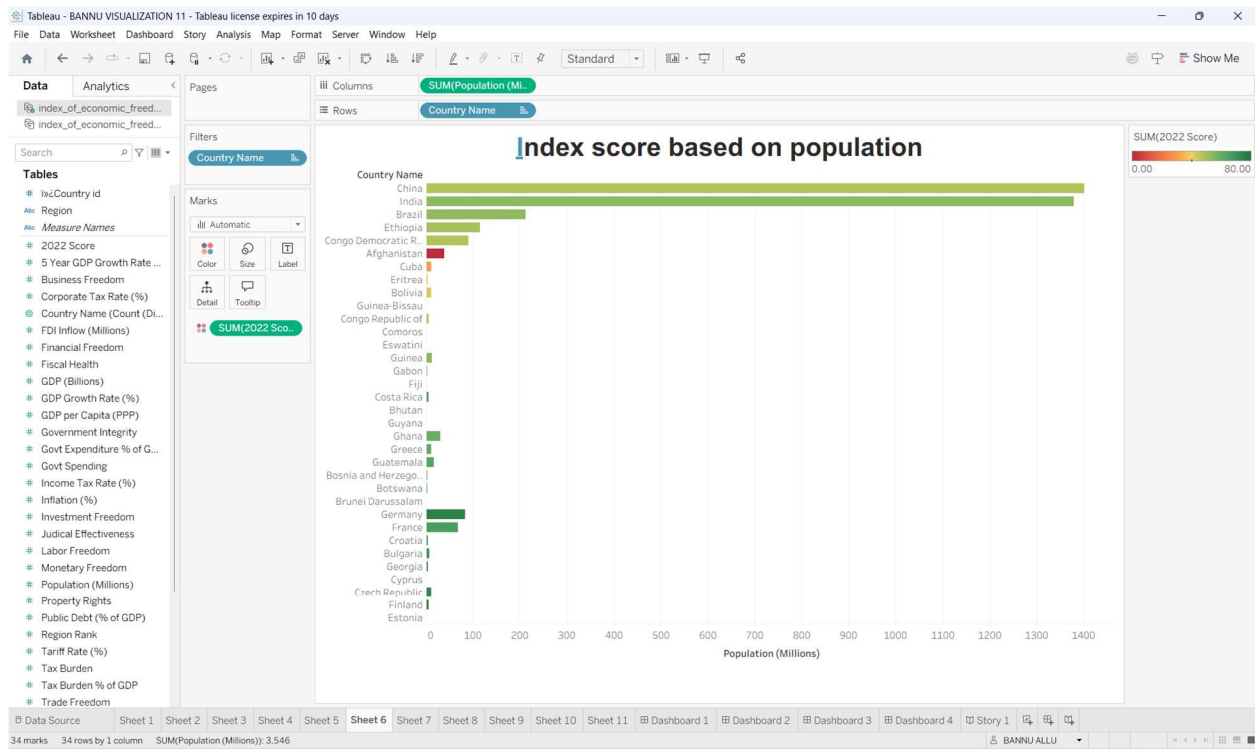 Tableau - BANNU VISUALIZATION 11 - Tableau license expires in 10 days
File Data Worksheet Dashboard Story Analysis Map Format Server Window Help
Standard
Show Me
Data Analytics
index_of_economic_freed...
index_of_economic_freed...
Search
Tables
ï»¿Country id
Abc Region
Abc Measure Names
# 2022 Score
# 5 Year GDP Growth Rate ...
# Business Freedom
# Corporate Tax Rate (%)
Country Name (Count (Di...
# FDI Inflow (Millions)
# Financial Freedom
# Fiscal Health
# GDP (Billions)
# GDP Growth Rate (%)
# GDP per Capita (PPP)
# Government Integrity
# Govt Expenditure % of G...
# Govt Spending
# Income Tax Rate (%)
# Inflation (%)
# Investment Freedom
# Judical Effectiveness
# Labor Freedom
# Monetary Freedom
# Population (Millions)
# Property Rights
# Public Debt (% of GDP)
# Region Rank
# Tariff Rate (%)
# Tax Burden
# Tax Burden % of GDP
# Trade Freedom
Pages
Filters
Country Name
Marks
Automatic
Color Size Label
Detail Tooltip
SUM(2022 Sco..
Columns SUM(Population (Mi..
Rows Country Name
Index score based on population
Country Name
China
India
Brazil
Ethiopia
Congo Democratic R..
Afghanistan
Cuba
Eritrea
Bolivia
Guinea-Bissau
Congo Republic of
Comoros
Eswatini
Guinea
Gabon
Fiji
Costa Rica
Bhutan
Guyana
Ghana
Greece
Guatemala
Bosnia and Herzego..
Botswana
Brunei Darussalam
Germany
France
Croatia
Bulgaria
Georgia
Cyprus
Czech Republic
Finland
Estonia
0 100 200 300 400 500 600 700 800 900 1000 1100 1200 1300 1400
Population (Millions)
SUM(2022 Score)
0.00 80.00
Data Source Sheet 1 Sheet 2 Sheet 3 Sheet 4 Sheet 5 Sheet 6 Sheet 7 Sheet 8 Sheet 9 Sheet 10 Sheet 11 Dashboard 1 Dashboard 2 Dashboard 3 Dashboard 4 Story 1
34 marks 34 rows by 1 column SUM(Population (Millions)): 3,546
BANNU ALLU